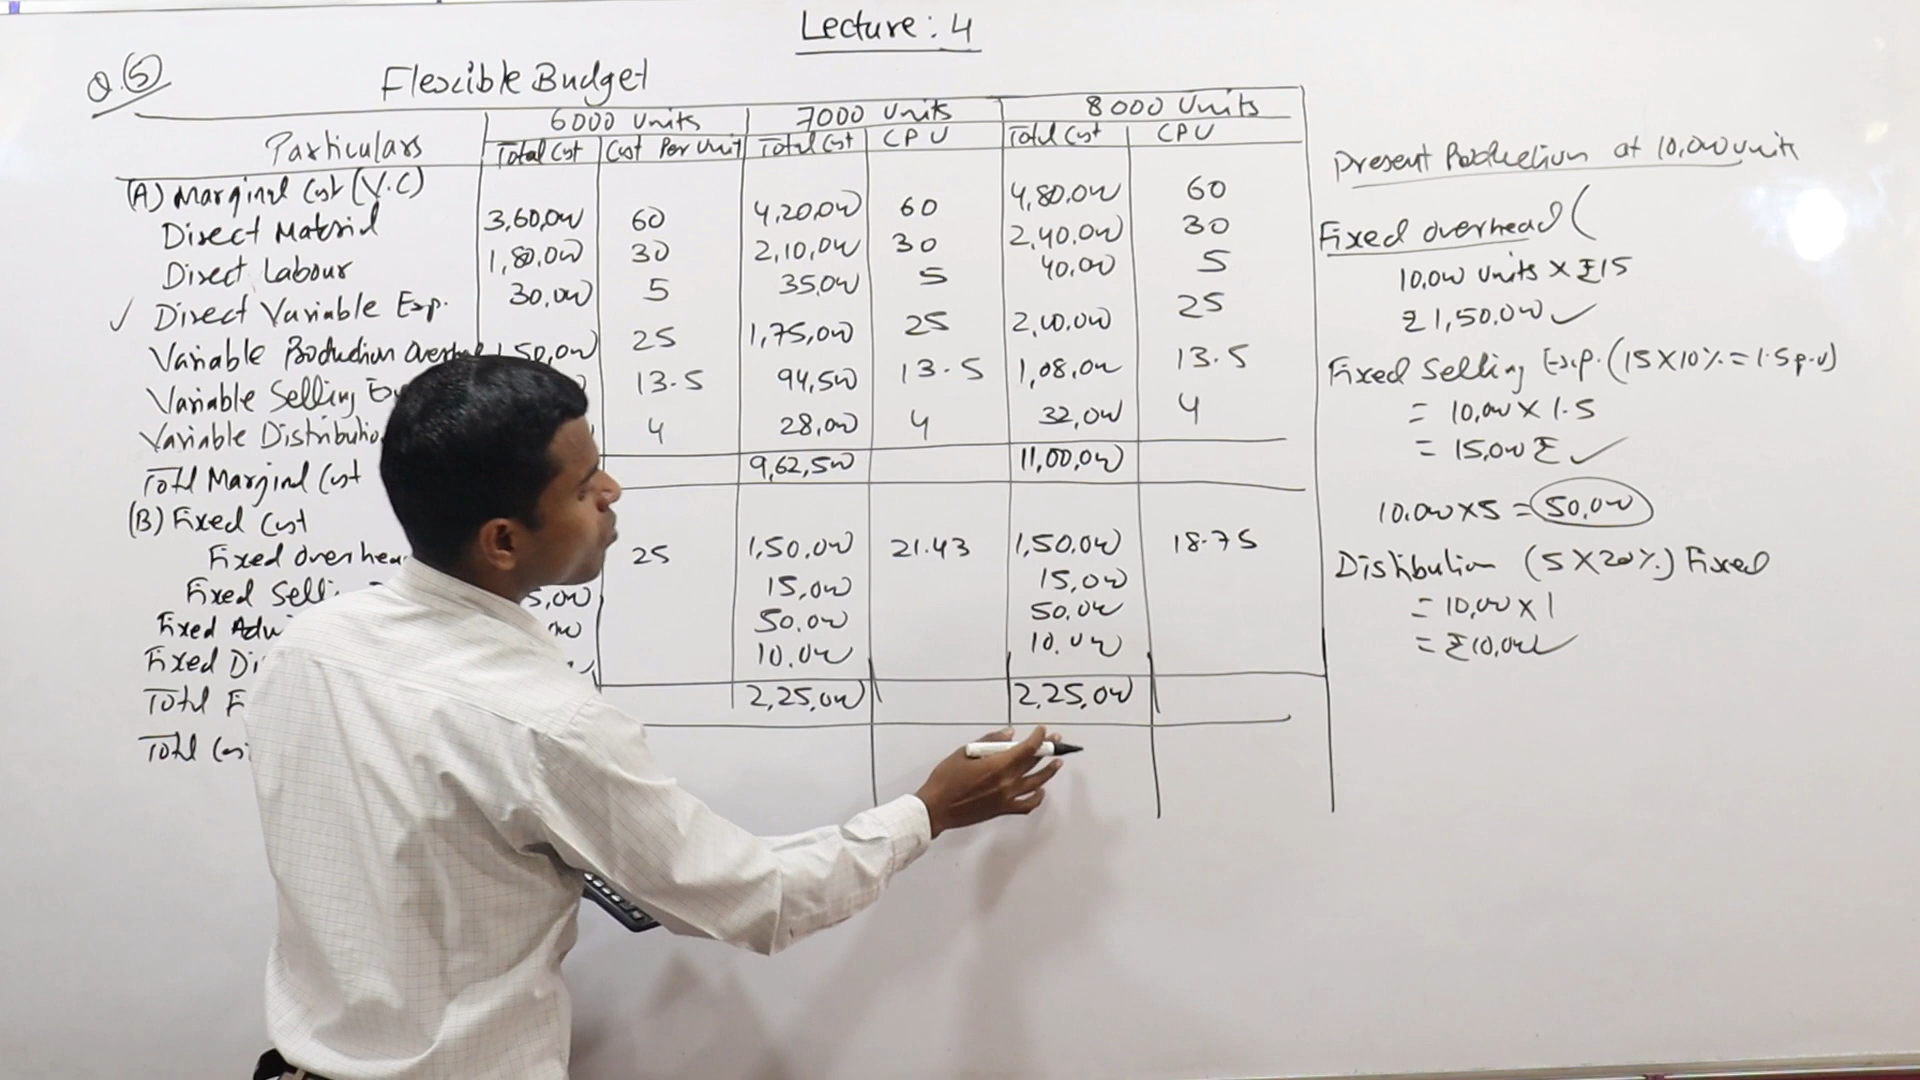 Lecture : 4
Q.(5)
Flexible Budget
Particulars 6000 Units 7000 Units 8000 Units
Total Cost Cost Per Unit Total Cost CPU Total Cost CPU
(A) Marginal Cost (V.C)
Direct Material 3,60,000 60 4,20,000 60 4,80,000 60
Direct Labour 1,80,000 30 2,10,000 30 2,40,000 30
✓ Direct Variable Exp. 30,000 5 35,000 5 40,000 5
Variable Production 1,50,000 25 1,75,000 25 2,00,000 25
Variable Selling 13.5 94,500 13.5 1,08,000 13.5
Variable 4 28,000 4 32,000 4
Total Marginal Cost 9,62,500 11,00,000
(B) Fixed Cost
Fixed 25 1,50,000 21.43 1,50,000 18.75
Fixed 15,000 15,000
Fixed 50,000 50,000
Fixed 10,000 10,000
Total 2,25,000 2,25,000
Total
Present Production at 10,000 units
Fixed overhead (
10,000 units × ₹15
₹1,50,000 ✓
Fixed Selling Exp. (15 × 10% = 1.5 p.u)
= 10,000 × 1.5
= 15,000 ₹ ✓
10,000 × 5 = 50,000
Distribution (5 × 20%) Fixed
= 10,000 × 1
= ₹10,000 ✓